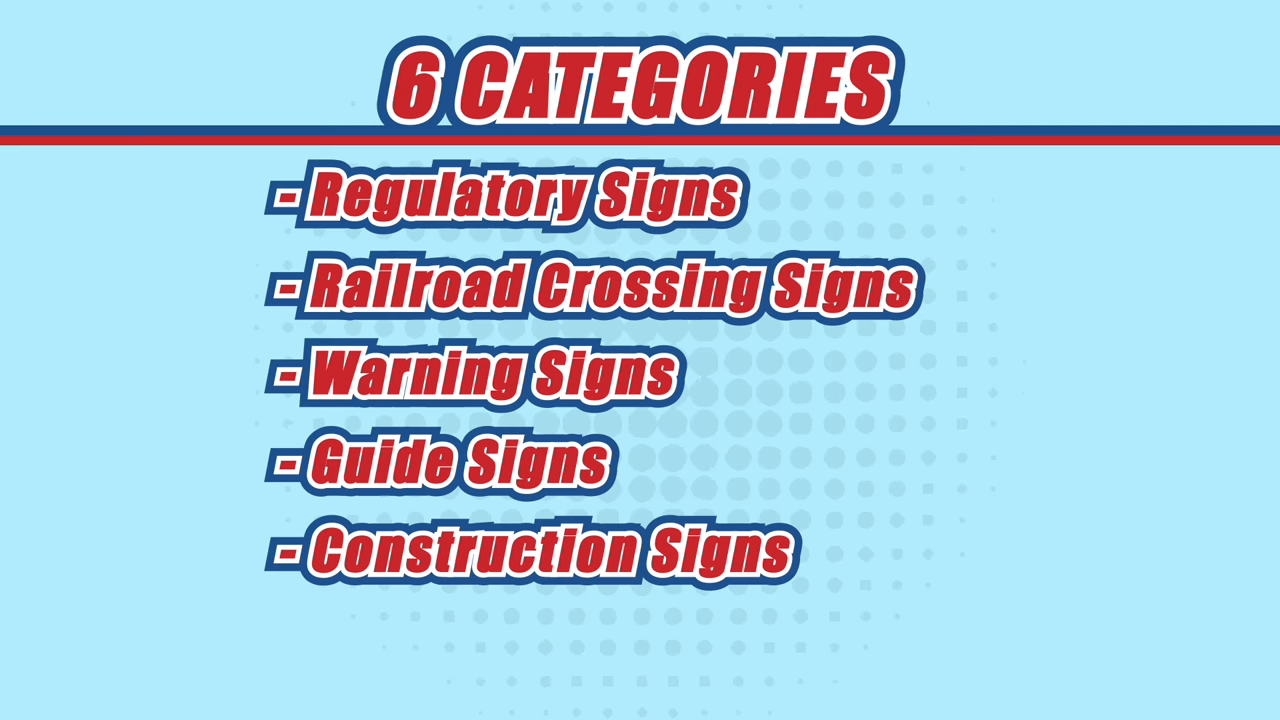 6 CATEGORIES
- Regulatory Signs
- Railroad Crossing Signs
- Warning Signs
- Guide Signs
- Construction Signs